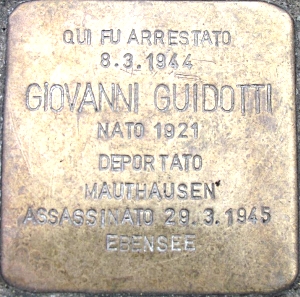 QUI FU ARRESTATO
8.3.1944
GIOVANNI GUIDOTTI
NATO 1921
DEPORTATO
MAUTHAUSEN
ASSASSINATO 29.3.1945
EBENSEE